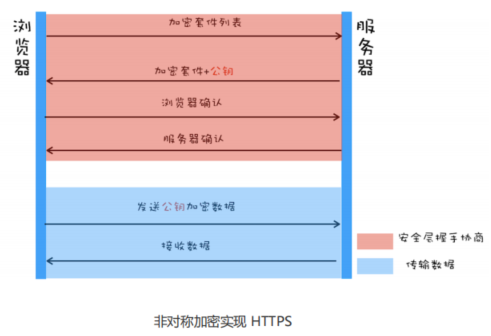 浏览器
服务器
加密套件列表
加密套件+公钥
浏览器确认
服务器确认
发送公钥加密数据
接收数据
安全层握手协商
传输数据
非对称加密实现 HTTPS